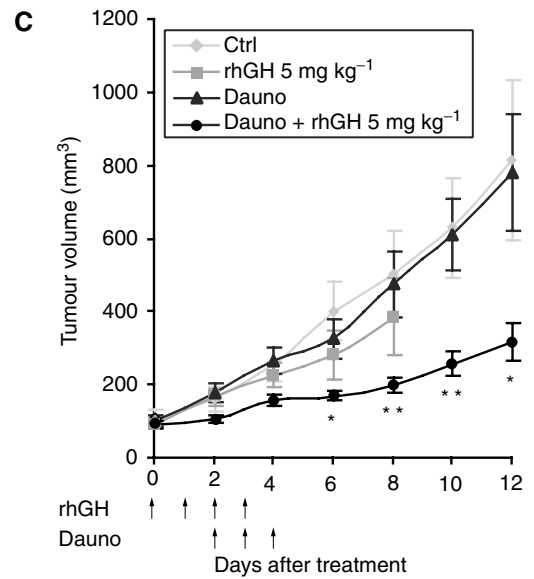 C
Ctrl
rhGH 5 mg kg⁻¹
Dauno
Dauno + rhGH 5 mg kg⁻¹
Tumour volume (mm³)
1200
1000
800
600
400
200
0
* ** ** *
0 2 4 6 8 10 12
rhGH ↑ ↑ ↑ ↑
Dauno ↑ ↑ ↑
Days after treatment